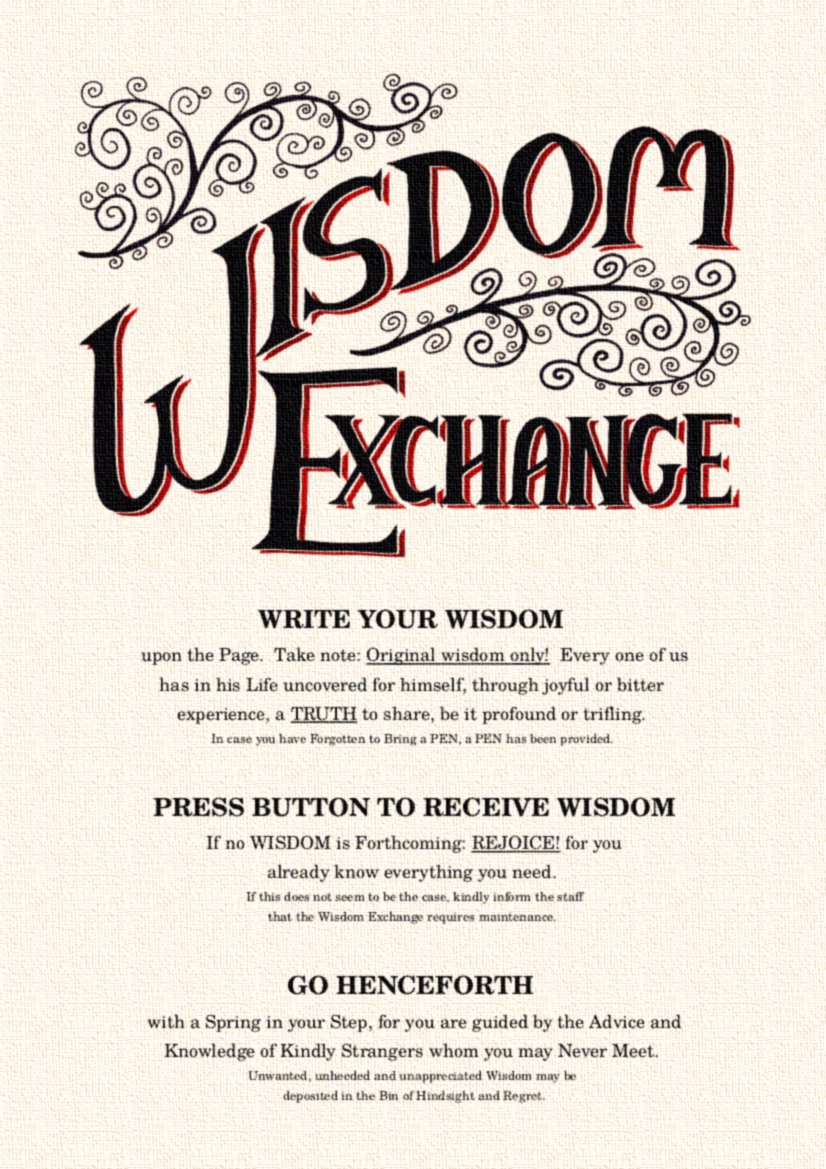 WISDOM
EXCHANGE
WRITE YOUR WISDOM
upon the Page. Take note: Original wisdom only! Every one of us
has in his Life uncovered for himself, through joyful or bitter
experience, a TRUTH to share, be it profound or trifling.
In case you have Forgotten to Bring a PEN, a PEN has been provided.
PRESS BUTTON TO RECEIVE WISDOM
If no WISDOM is Forthcoming: REJOICE! for you
already know everything you need.
If this does not seem to be the case, kindly inform the staff
that the Wisdom Exchange requires maintenance.
GO HENCEFORTH
with a Spring in your Step, for you are guided by the Advice and
Knowledge of Kindly Strangers whom you may Never Meet.
Unwanted, unheeded and unappreciated Wisdom may be
deposited in the Bin of Hindsight and Regret.